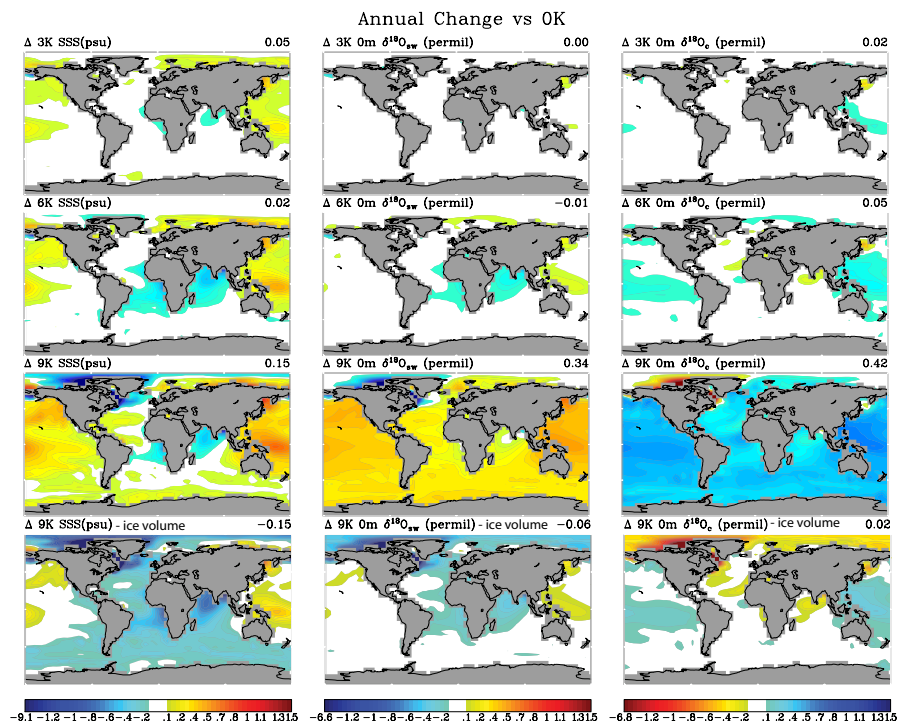 Annual Change vs 0K
Δ 3K SSS(psu) 0.05
Δ 3K 0m δ¹⁸Osw (permil) 0.00
Δ 3K 0m δ¹⁸Oc (permil) 0.02
Δ 6K SSS(psu) 0.02
Δ 6K 0m δ¹⁸Osw (permil) −0.01
Δ 6K 0m δ¹⁸Oc (permil) 0.05
Δ 9K SSS(psu) 0.15
Δ 9K 0m δ¹⁸Osw (permil) 0.34
Δ 9K 0m δ¹⁸Oc (permil) 0.42
Δ 9K SSS(psu) - ice volume −0.15
Δ 9K 0m δ¹⁸Osw (permil) - ice volume −0.06
Δ 9K 0m δ¹⁸Oc (permil) - ice volume 0.02
−9.1 −1.2 −1 −.8 −.6 −.4 −.2 .1 .2 .4 .5 .7 .8 1 1.1 1.315
−6.6 −1.2 −1 −.8 −.6 −.4 −.2 .1 .2 .4 .5 .7 .8 1 1.1 1.315
−6.8 −1.2 −1 −.8 −.6 −.4 −.2 .1 .2 .4 .5 .7 .8 1 1.1 1.315